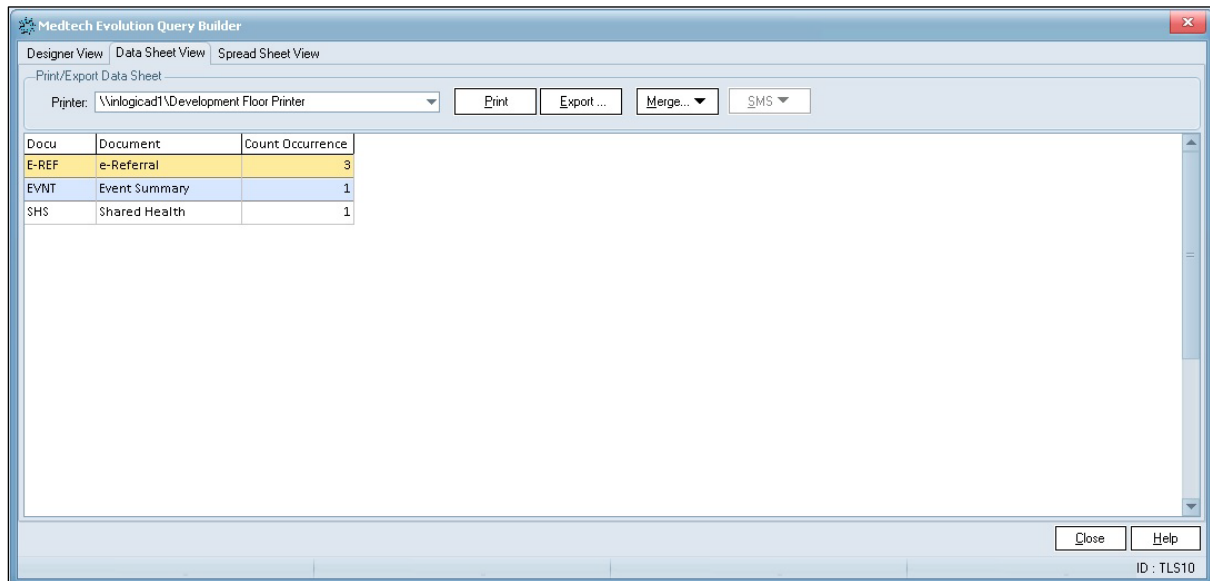 Medtech Evolution Query Builder
Designer View Data Sheet View Spread Sheet View
Print/Export Data Sheet
Printer: \\inlogicad1\Development Floor Printer Print Export ... Merge... SMS
Docu Document Count Occurrence
E-REF e-Referral 3
EVNT Event Summary 1
SHS Shared Health 1
Close Help
ID : TLS10